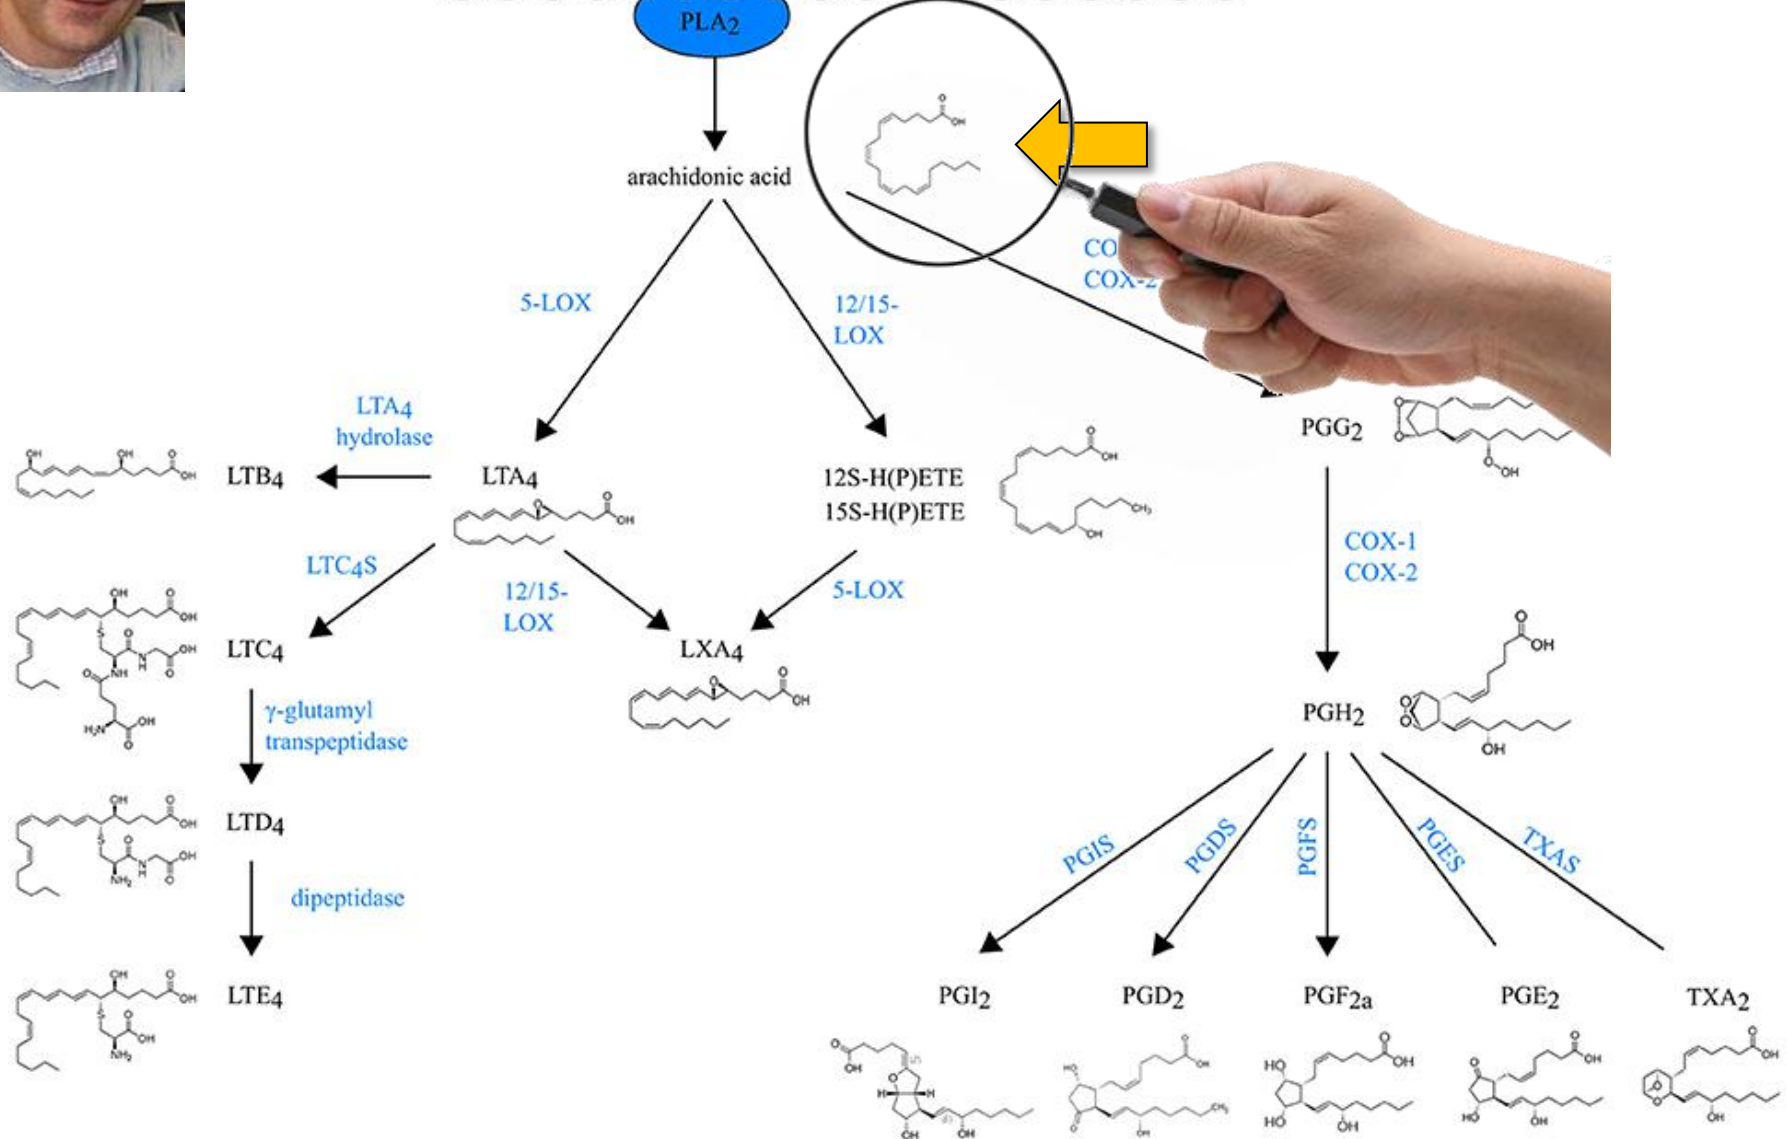 PLA2
arachidonic acid
5-LOX
12/15-
LOX
COX-2
LTA4
hydrolase
LTB4
LTA4
12S-H(P)ETE
15S-H(P)ETE
PGG2
LTC4S
12/15-
LOX
5-LOX
COX-1
COX-2
LTC4
LXA4
PGH2
γ-glutamyl
transpeptidase
LTD4
PGIS
PGDS
PGFS
PGES
TXAS
dipeptidase
LTE4
PGI2
PGD2
PGF2a
PGE2
TXA2